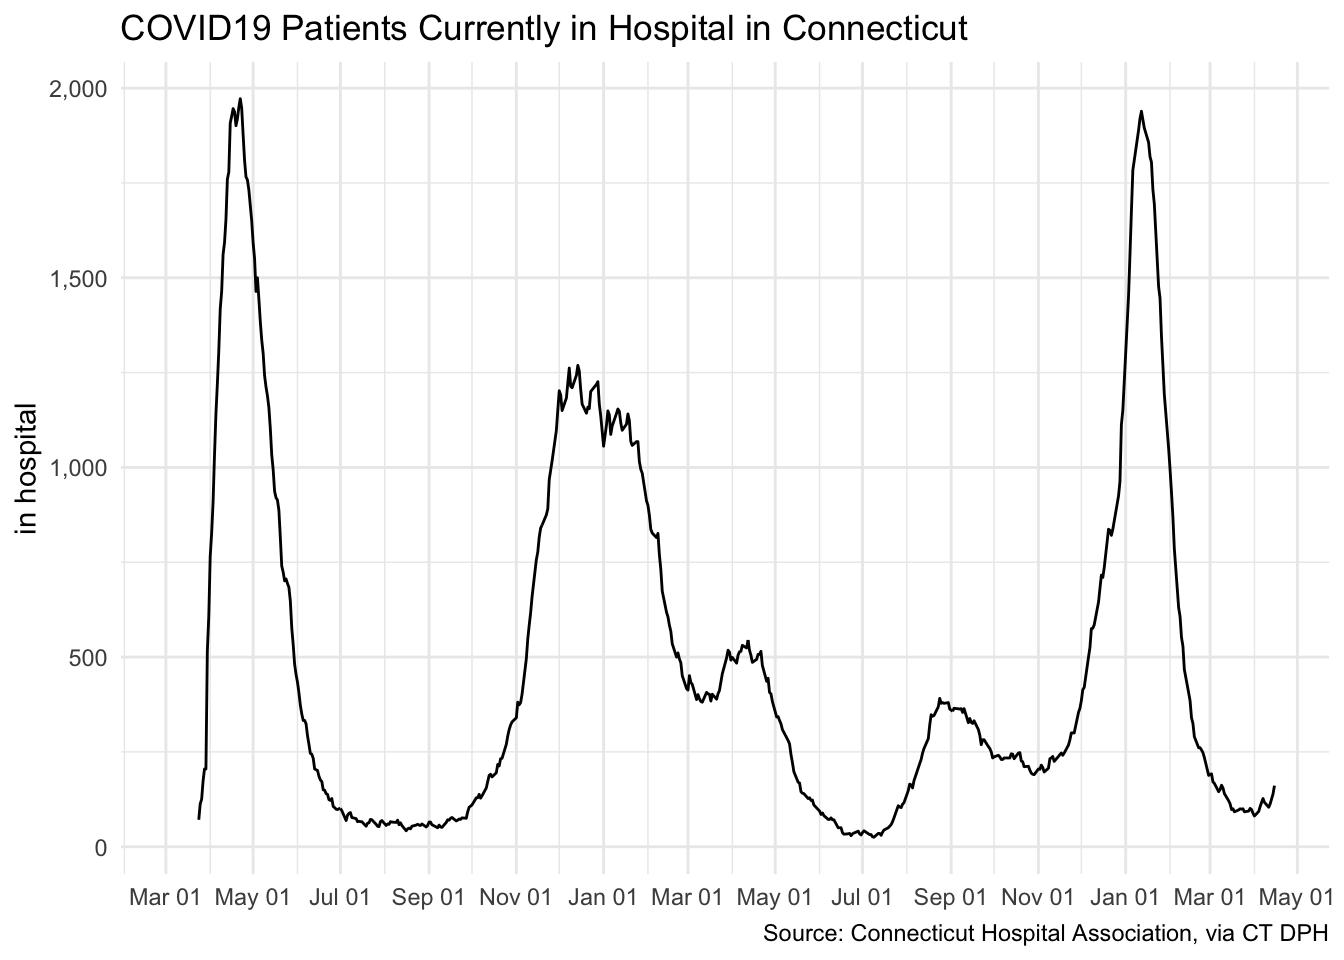 COVID19 Patients Currently in Hospital in Connecticut
2,000
1,500
1,000
500
0
in hospital
Mar 01 May 01 Jul 01 Sep 01 Nov 01 Jan 01 Mar 01 May 01 Jul 01 Sep 01 Nov 01 Jan 01 Mar 01 May 01
Source: Connecticut Hospital Association, via CT DPH